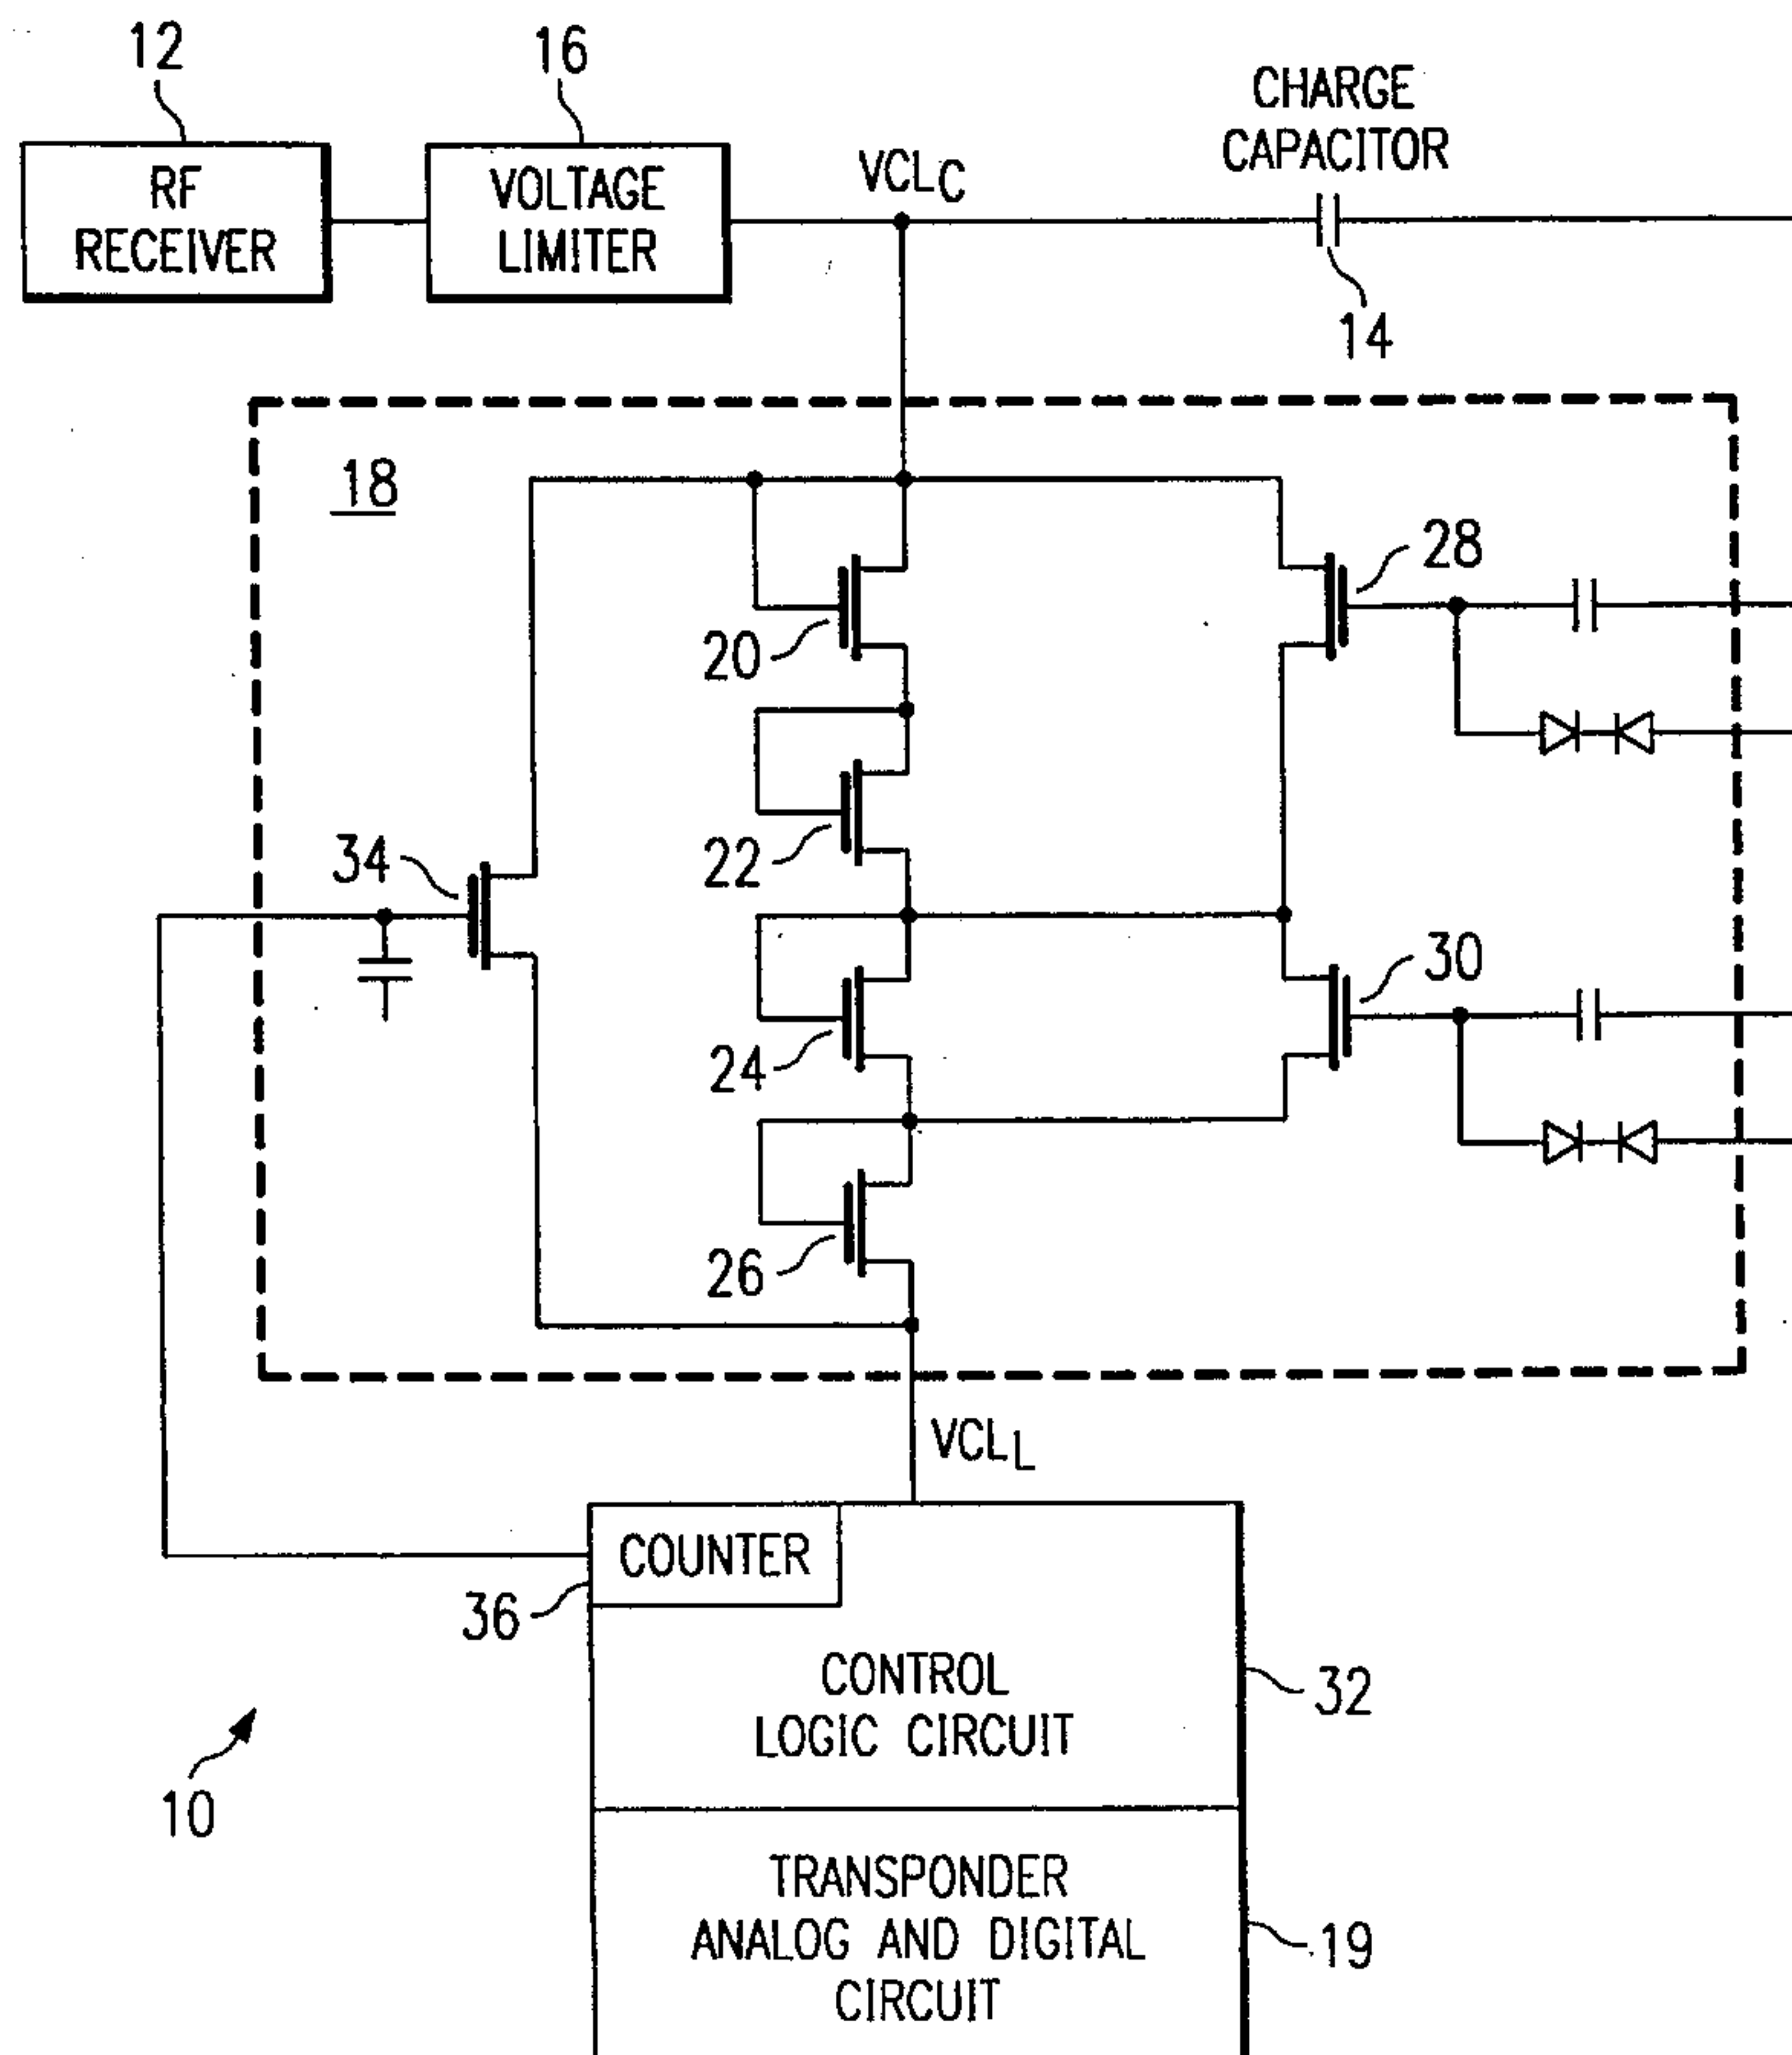 12
16
CHARGE
CAPACITOR
RF
RECEIVER
VOLTAGE
LIMITER
VCLC
14
18
28
20
22
34
30
24
26
VCLL
COUNTER
36
CONTROL
LOGIC CIRCUIT
32
10
TRANSPONDER
ANALOG AND DIGITAL
CIRCUIT
19